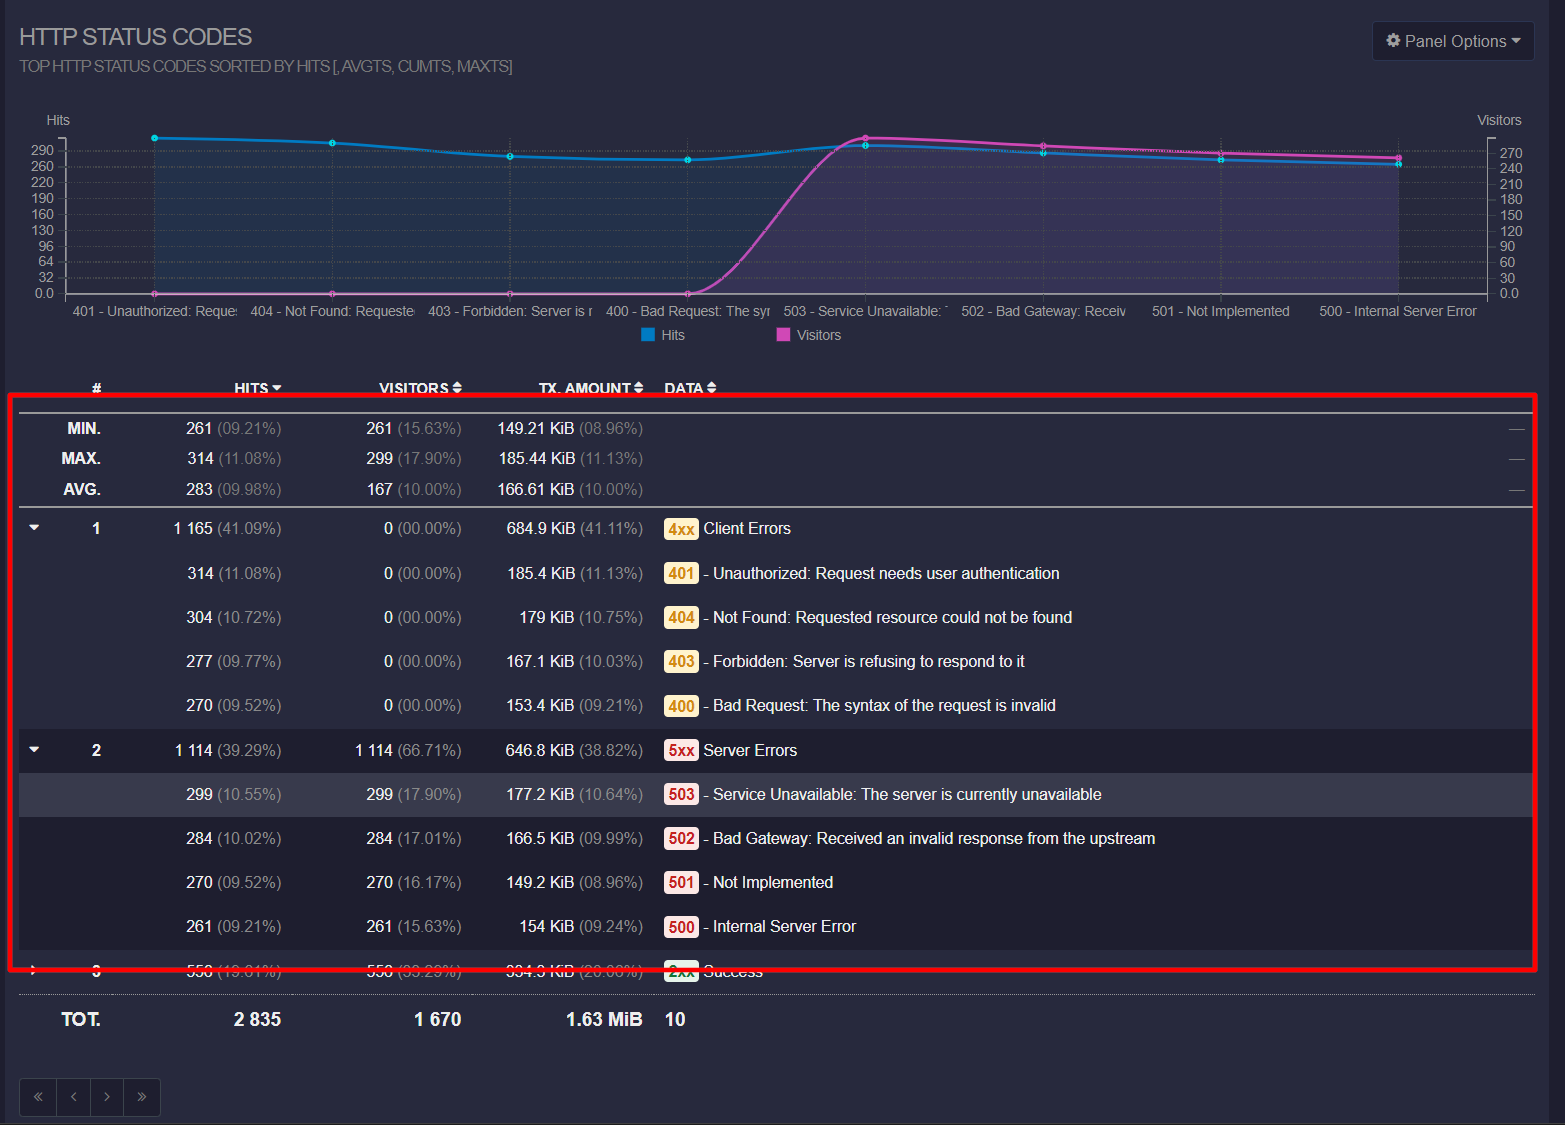 HTTP STATUS CODES
Panel Options
TOP HTTP STATUS CODES SORTED BY HITS [, AVGTS, CUMTS, MAXTS]
Hits Visitors
290 270
260 240
220 210
190 180
160 150
130 120
96 90
64 60
32 30
0.0 0.0
401 - Unauthorized: Reques 404 - Not Found: Requeste 403 - Forbidden: Server is r 400 - Bad Request: The syr 503 - Service Unavailable: 502 - Bad Gateway: Receiv 501 - Not Implemented 500 - Internal Server Error
Hits Visitors
# HITS VISITORS TX. AMOUNT DATA
MIN. 261 (09.21%) 261 (15.63%) 149.21 KiB (08.96%) —
MAX. 314 (11.08%) 299 (17.90%) 185.44 KiB (11.13%) —
AVG. 283 (09.98%) 167 (10.00%) 166.61 KiB (10.00%) —
1 1 165 (41.09%) 0 (00.00%) 684.9 KiB (41.11%) 4xx Client Errors
314 (11.08%) 0 (00.00%) 185.4 KiB (11.13%) 401 - Unauthorized: Request needs user authentication
304 (10.72%) 0 (00.00%) 179 KiB (10.75%) 404 - Not Found: Requested resource could not be found
277 (09.77%) 0 (00.00%) 167.1 KiB (10.03%) 403 - Forbidden: Server is refusing to respond to it
270 (09.52%) 0 (00.00%) 153.4 KiB (09.21%) 400 - Bad Request: The syntax of the request is invalid
2 1 114 (39.29%) 1 114 (66.71%) 646.8 KiB (38.82%) 5xx Server Errors
299 (10.55%) 299 (17.90%) 177.2 KiB (10.64%) 503 - Service Unavailable: The server is currently unavailable
284 (10.02%) 284 (17.01%) 166.5 KiB (09.99%) 502 - Bad Gateway: Received an invalid response from the upstream
270 (09.52%) 270 (16.17%) 149.2 KiB (08.96%) 501 - Not Implemented
261 (09.21%) 261 (15.63%) 154 KiB (09.24%) 500 - Internal Server Error
3 KiB 2xx Success
TOT. 2 835 1 670 1.63 MiB 10
« ‹ › »